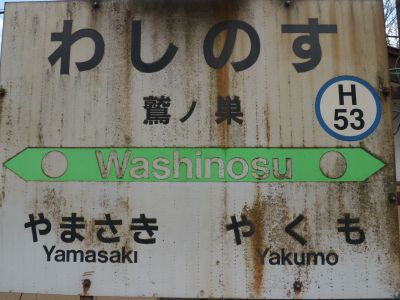 わしのす
鷲ノ巣
H
53
Washinosu
やまさき やくも
Yamasaki Yakumo